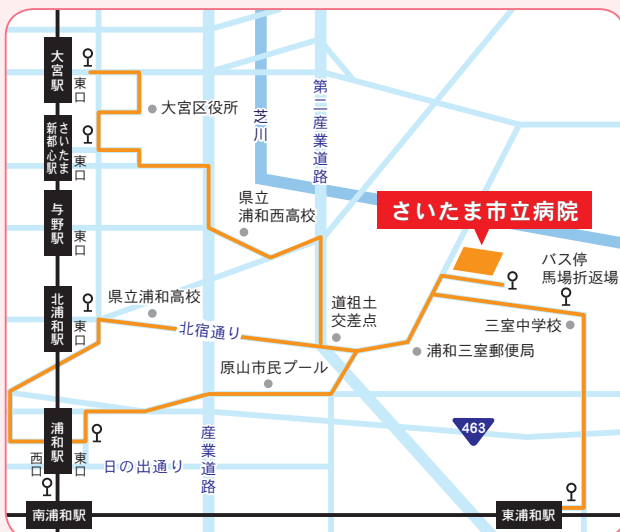 大宮駅
東口
大宮区役所
芝川
第二産業道路
さいたま
新都心駅
東口
与野駅
東口
県立
浦和西高校
さいたま市立病院
バス停
馬場折返場
北浦和駅
東口
県立浦和高校
北宿通り
道祖土
交差点
三室中学校
浦和三室郵便局
原山市民プール
浦和駅
西口
東口
日の出通り
産業道路
463
南浦和駅
東浦和駅